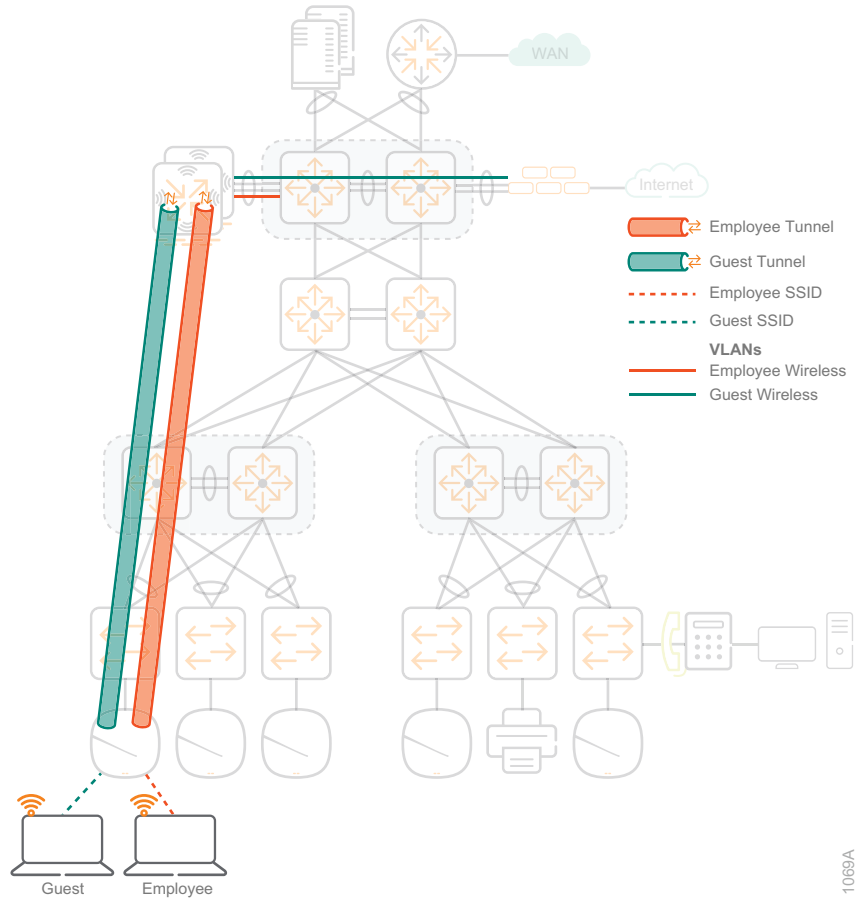 WAN
Internet
Employee Tunnel
Guest Tunnel
Employee SSID
Guest SSID
VLANs
Employee Wireless
Guest Wireless
Guest
Employee
1069A